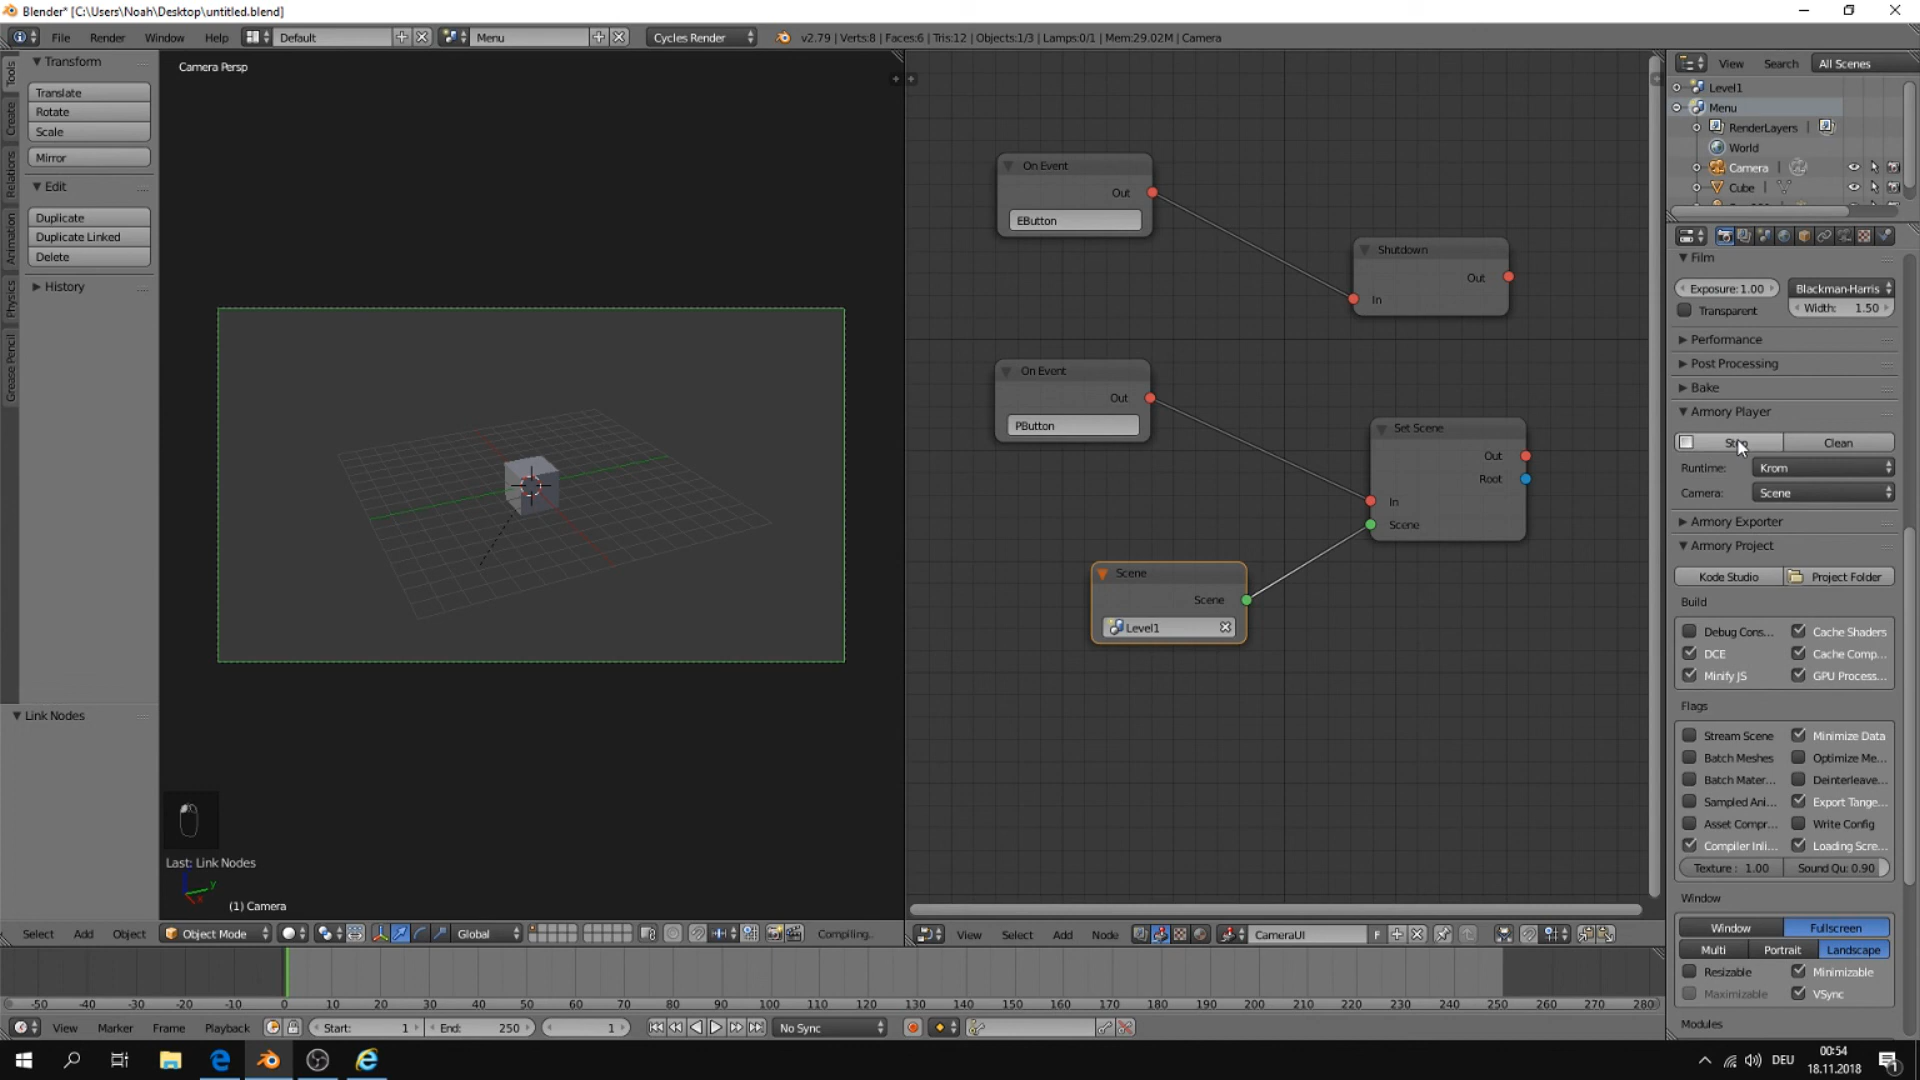 Blender* [C:\Users\Noah\Desktop\untitled.blend]
File Render Window Help Default Menu Cycles Render v2.79 | Verts:8 | Faces:6 | Tris:12 | Objects:1/3 | Lamps:0/1 | Mem:29.02M | Camera
Tools
Create
Relations
Animation
Physics
Grease Pencil
Transform
Translate
Rotate
Scale
Mirror
Edit
Duplicate
Duplicate Linked
Delete
History
Link Nodes
Camera Persp
Last: Link Nodes
(1) Camera
Select Add Object Object Mode Global Compiling..
On Event
Out
EButton
Shutdown
Out
In
On Event
Out
PButton
Set Scene
Out
Root
In
Scene
Scene
Scene
Level1
View Select Add Node CameraUI F
View Search All Scenes
Level1
Menu
RenderLayers |
World
Camera
Cube
Film
Exposure: 1.00 Blackman-Harris
Transparent Width: 1.50
Performance
Post Processing
Bake
Armory Player
Clean
Runtime: Krom
Camera: Scene
Armory Exporter
Armory Project
Kode Studio Project Folder
Build
Debug Cons... Cache Shaders
DCE Cache Comp...
Minify JS GPU Process...
Flags
Stream Scene Minimize Data
Batch Meshes Optimize Me...
Batch Mater... Deinterleave...
Sampled Ani... Export Tange...
Asset Compr... Write Config
Compiler Inli... Loading Scre...
Texture : 1.00 Sound Qu: 0.90
Window
Window Fullscreen
Multi Portrait Landscape
Resizable Minimizable
Maximizable VSync
Modules
-50 -40 -30 -20 -10 0 10 20 30 40 50 60 70 80 90 100 110 120 130 140 150 160 170 180 190 200 210 220 230 240 250 260 270 280
View Marker Frame Playback Start: 1 End: 250 1 No Sync
DEU 00:54
18.11.2018
1